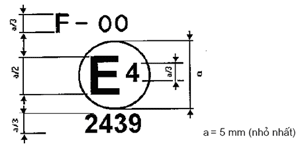 a/3
F - 00
a/2
E 4
a/3
a
a/3
2439
a = 5 mm (nhỏ nhất)